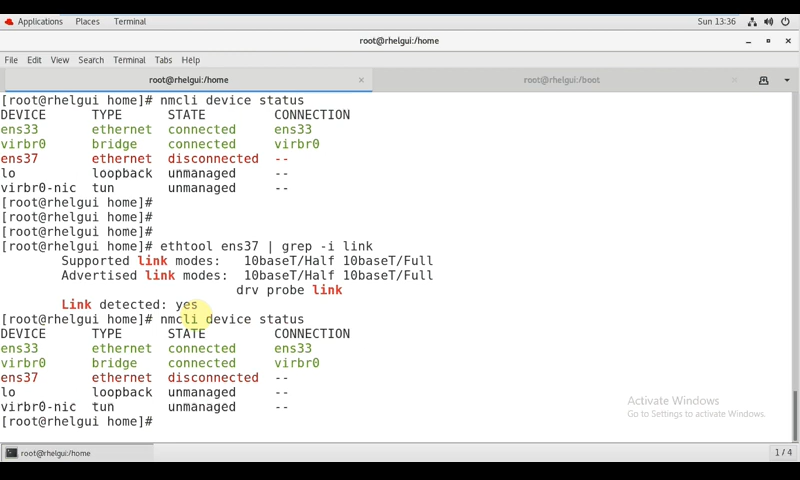 Applications Places Terminal Sun 13:36
root@rhelgui:/home
File Edit View Search Terminal Tabs Help
root@rhelgui:/home root@rhelgui:/boot
[root@rhelgui home]# nmcli device status
DEVICE TYPE STATE CONNECTION
ens33 ethernet connected ens33
virbr0 bridge connected virbr0
ens37 ethernet disconnected --
lo loopback unmanaged --
virbr0-nic tun unmanaged --
[root@rhelgui home]#
[root@rhelgui home]#
[root@rhelgui home]#
[root@rhelgui home]# ethtool ens37 | grep -i link
Supported link modes: 10baseT/Half 10baseT/Full
Advertised link modes: 10baseT/Half 10baseT/Full
drv probe link
Link detected: yes
[root@rhelgui home]# nmcli device status
DEVICE TYPE STATE CONNECTION
ens33 ethernet connected ens33
virbr0 bridge connected virbr0
ens37 ethernet disconnected --
lo loopback unmanaged --
virbr0-nic tun unmanaged --
[root@rhelgui home]#
Activate Windows
Go to Settings to activate Windows.
root@rhelgui:/home 1 / 4